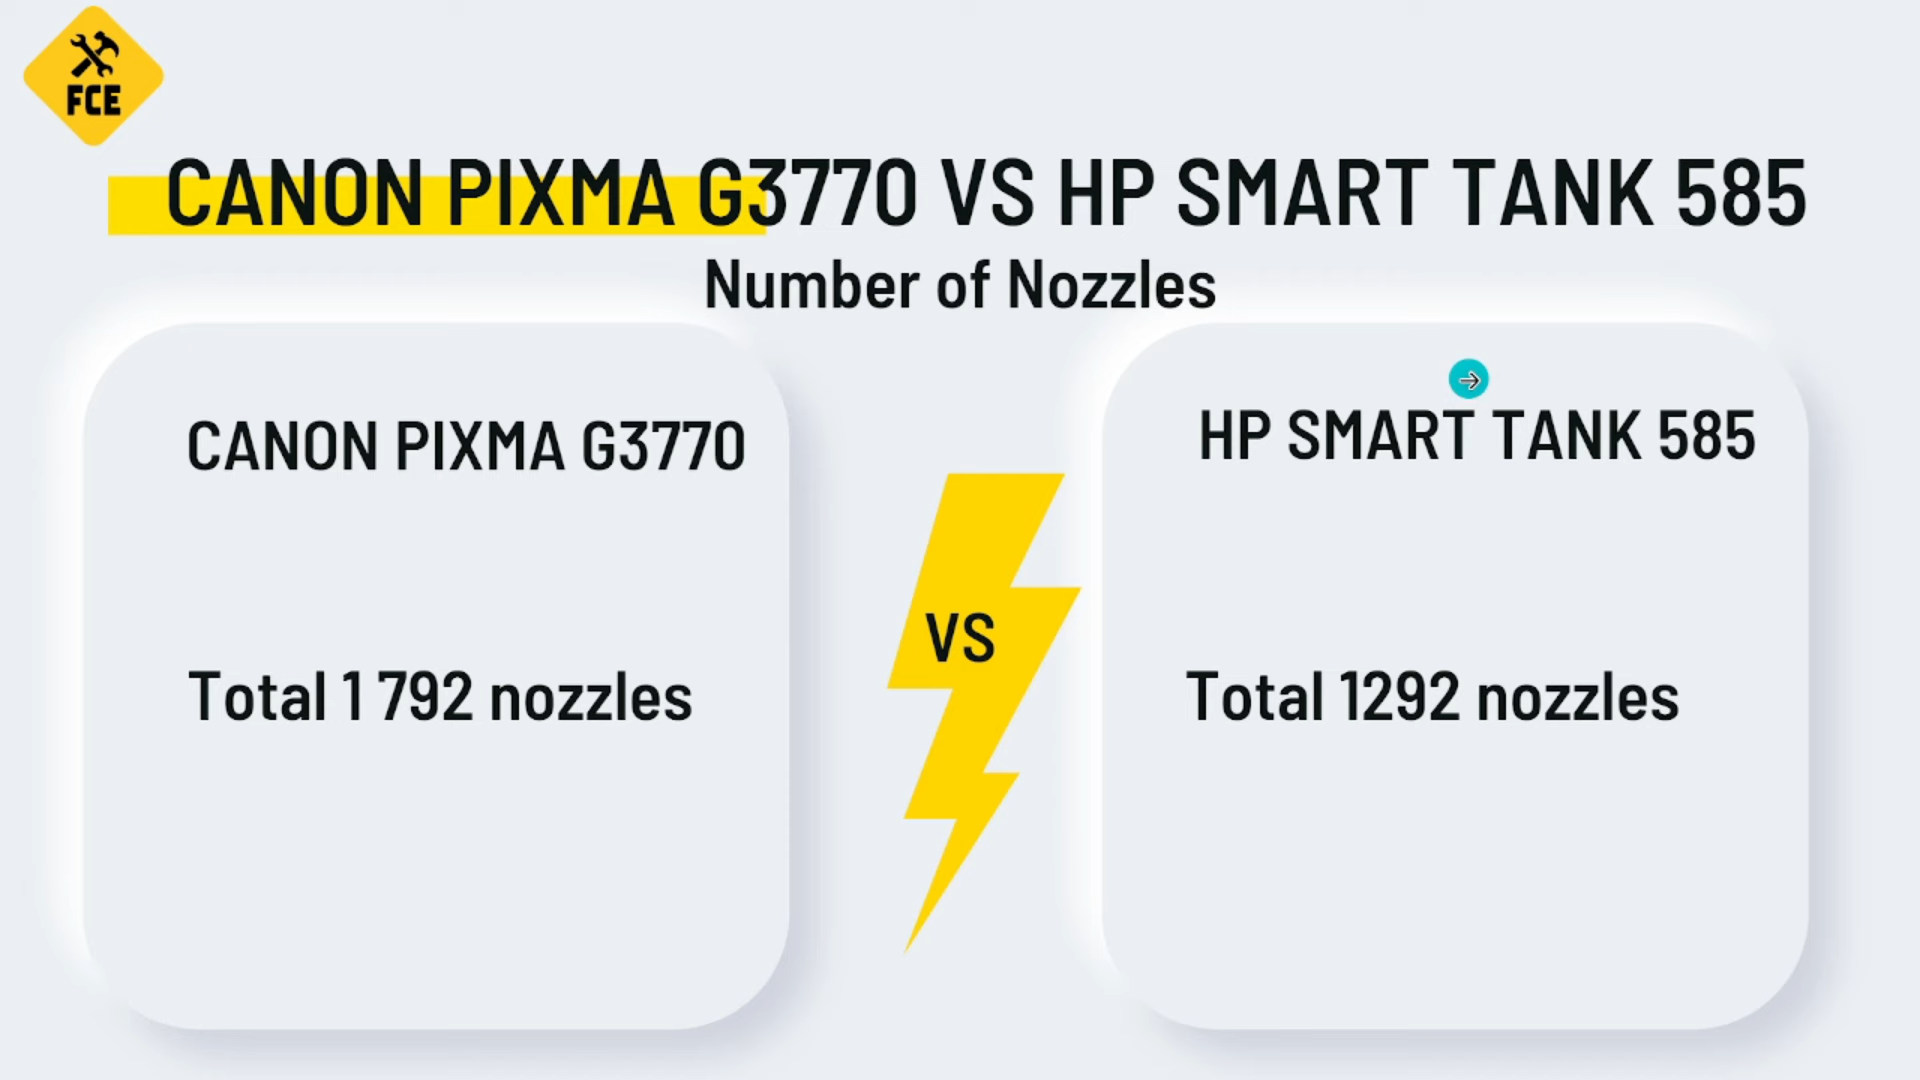 FCE
CANON PIXMA G3770 VS HP SMART TANK 585
Number of Nozzles
CANON PIXMA G3770
Total 1 792 nozzles
VS
HP SMART TANK 585
Total 1292 nozzles